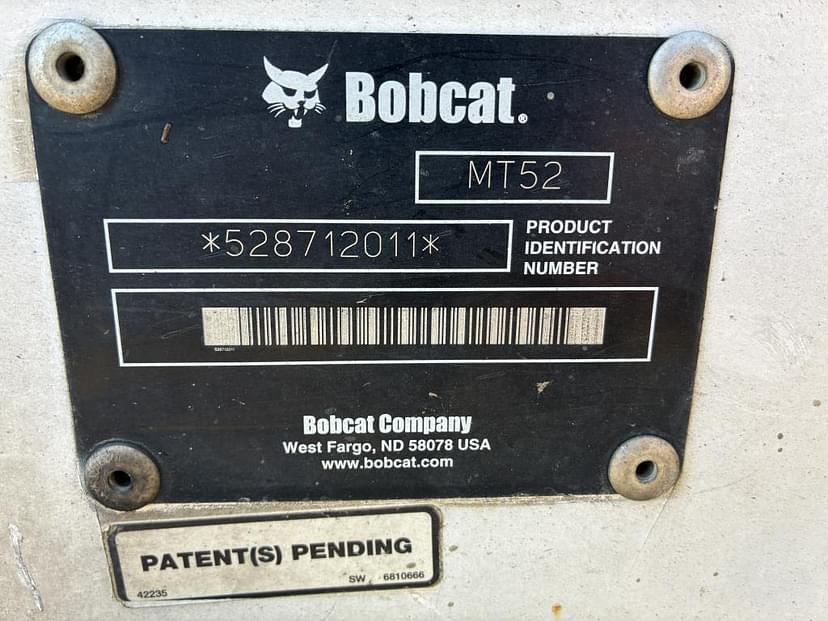 Bobcat®
MT52
*528712011*
PRODUCT
IDENTIFICATION
NUMBER
528712011
Bobcat Company
West Fargo, ND 58078 USA
www.bobcat.com
PATENT(S) PENDING
42235
SW 6810666